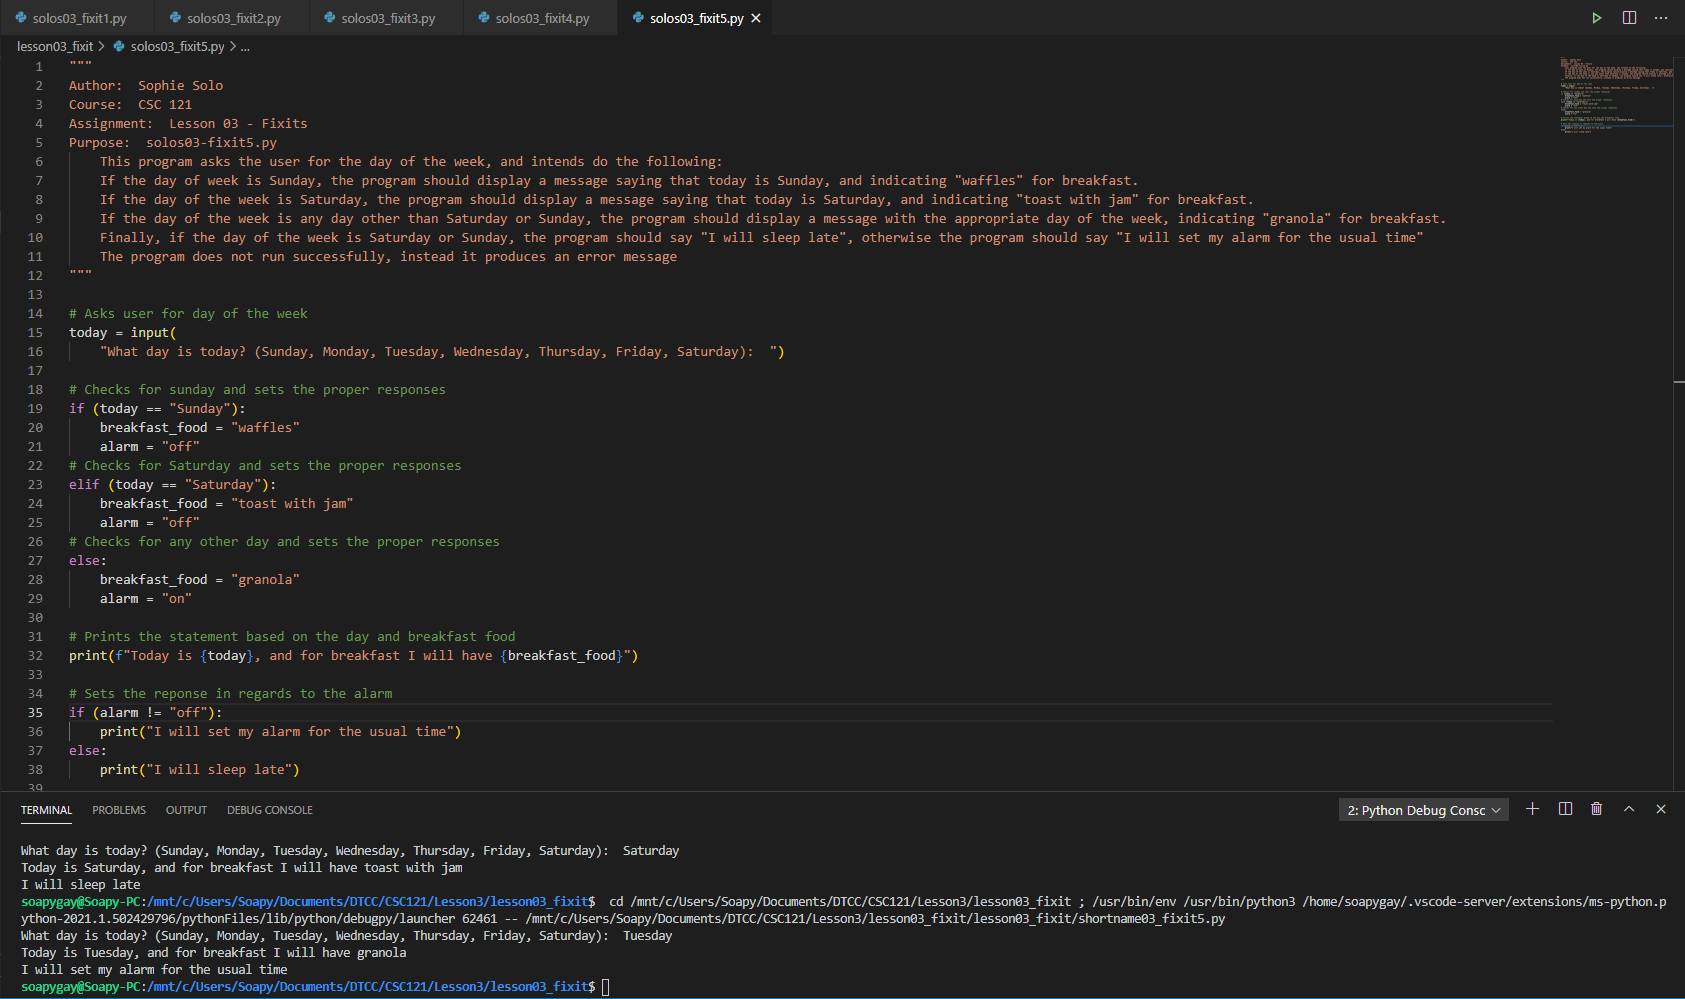 solos03_fixit1.py solos03_fixit2.py solos03_fixit3.py solos03_fixit4.py solos03_fixit5.py
lesson03_fixit > solos03_fixit5.py > ...
1 """
2 Author:  Sophie Solo
3 Course:  CSC 121
4 Assignment:  Lesson 03 - Fixits
5 Purpose:  solos03-fixit5.py
6     This program asks the user for the day of the week, and intends do the following:
7     If the day of week is Sunday, the program should display a message saying that today is Sunday, and indicating "waffles" for breakfast.
8     If the day of the week is Saturday, the program should display a message saying that today is Saturday, and indicating "toast with jam" for breakfast.
9     If the day of the week is any day other than Saturday or Sunday, the program should display a message with the appropriate day of the week, indicating "granola" for breakfast.
10     Finally, if the day of the week is Saturday or Sunday, the program should say "I will sleep late", otherwise the program should say "I will set my alarm for the usual time"
11     The program does not run successfully, instead it produces an error message
12 """
13
14 # Asks user for day of the week
15 today = input(
16     "What day is today? (Sunday, Monday, Tuesday, Wednesday, Thursday, Friday, Saturday):  ")
17
18 # Checks for sunday and sets the proper responses
19 if (today == "Sunday"):
20     breakfast_food = "waffles"
21     alarm = "off"
22 # Checks for Saturday and sets the proper responses
23 elif (today == "Saturday"):
24     breakfast_food = "toast with jam"
25     alarm = "off"
26 # Checks for any other day and sets the proper responses
27 else:
28     breakfast_food = "granola"
29     alarm = "on"
30
31 # Prints the statement based on the day and breakfast food
32 print(f"Today is {today}, and for breakfast I will have {breakfast_food}")
33
34 # Sets the reponse in regards to the alarm
35 if (alarm != "off"):
36     print("I will set my alarm for the usual time")
37 else:
38     print("I will sleep late")
39
TERMINAL PROBLEMS OUTPUT DEBUG CONSOLE 2: Python Debug Consc
What day is today? (Sunday, Monday, Tuesday, Wednesday, Thursday, Friday, Saturday):  Saturday
Today is Saturday, and for breakfast I will have toast with jam
I will sleep late
soapygay@Soapy-PC:/mnt/c/Users/Soapy/Documents/DTCC/CSC121/Lesson3/lesson03_fixit$  cd /mnt/c/Users/Soapy/Documents/DTCC/CSC121/Lesson3/lesson03_fixit ; /usr/bin/env /usr/bin/python3 /home/soapygay/.vscode-server/extensions/ms-python.p
ython-2021.1.502429796/pythonFiles/lib/python/debugpy/launcher 62461 -- /mnt/c/Users/Soapy/Documents/DTCC/CSC121/Lesson3/lesson03_fixit/lesson03_fixit/shortname03_fixit5.py
What day is today? (Sunday, Monday, Tuesday, Wednesday, Thursday, Friday, Saturday):  Tuesday
Today is Tuesday, and for breakfast I will have granola
I will set my alarm for the usual time
soapygay@Soapy-PC:/mnt/c/Users/Soapy/Documents/DTCC/CSC121/Lesson3/lesson03_fixit$